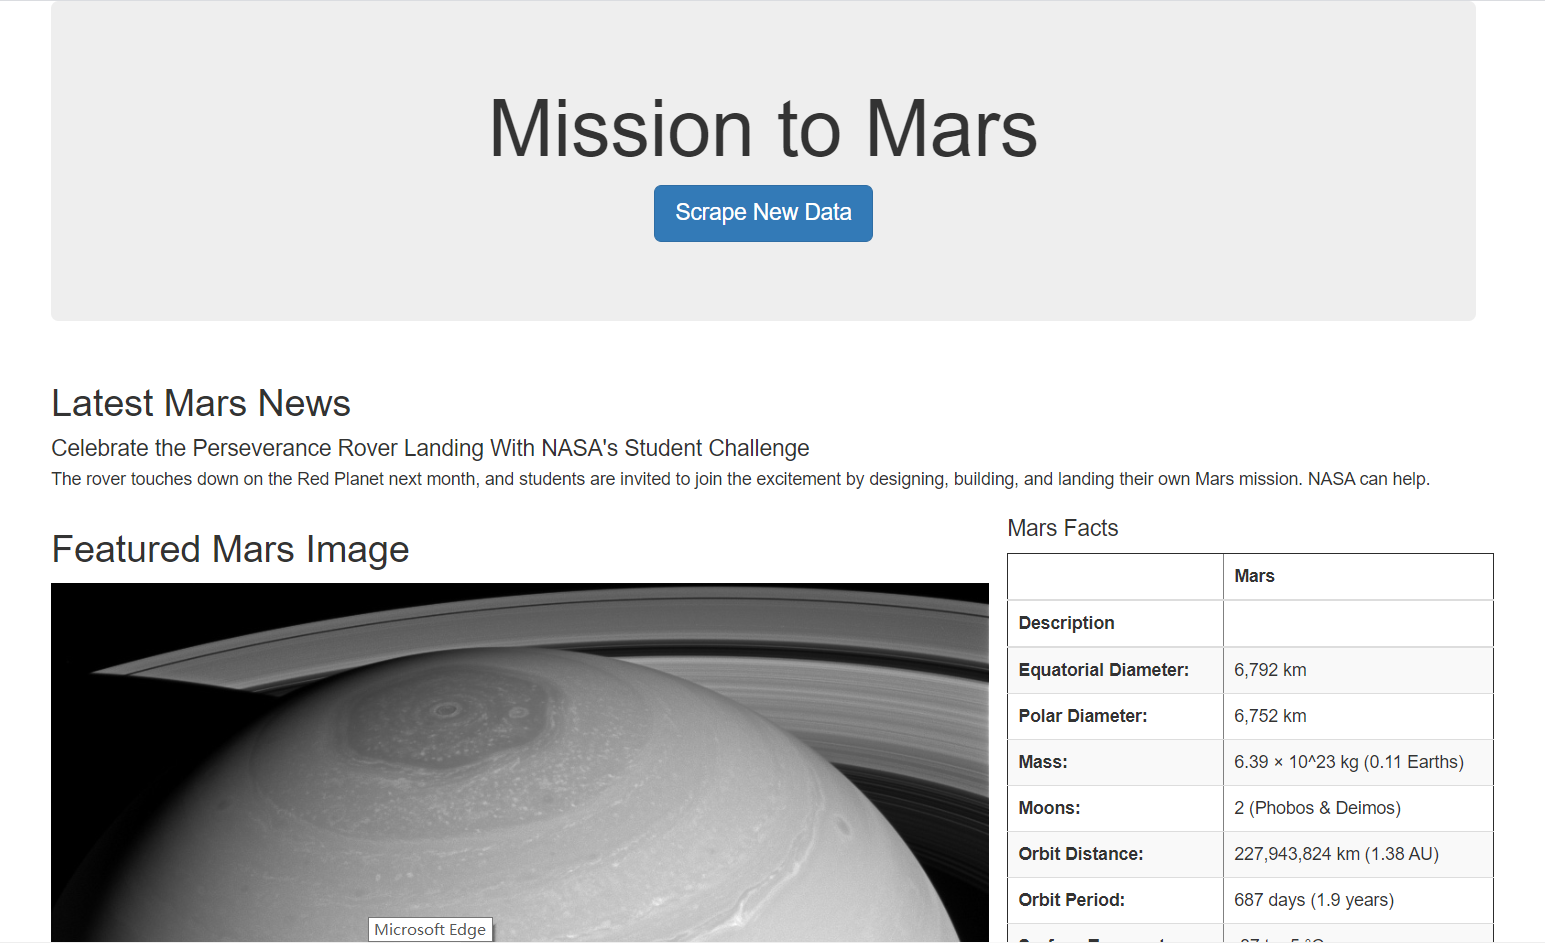 Mission to Mars
Scrape New Data
Latest Mars News
Celebrate the Perseverance Rover Landing With NASA's Student Challenge
The rover touches down on the Red Planet next month, and students are invited to join the excitement by designing, building, and landing their own Mars mission. NASA can help.
Featured Mars Image
Microsoft Edge
Mars Facts
Mars
Description
Equatorial Diameter: 6,792 km
Polar Diameter: 6,752 km
Mass: 6.39 × 10^23 kg (0.11 Earths)
Moons: 2 (Phobos & Deimos)
Orbit Distance: 227,943,824 km (1.38 AU)
Orbit Period: 687 days (1.9 years)